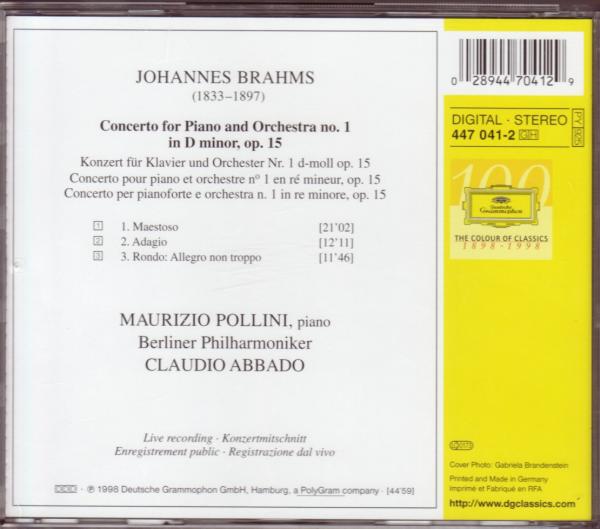 JOHANNES BRAHMS
(1833–1897)
Concerto for Piano and Orchestra no. 1
in D minor, op. 15
Konzert für Klavier und Orchester Nr. 1 d-moll op. 15
Concerto pour piano et orchestre nº 1 en ré mineur, op. 15
Concerto per pianoforte e orchestra n. 1 in re minore, op. 15
1 1. Maestoso [21'02]
2 2. Adagio [12'11]
3 3. Rondo: Allegro non troppo [11'46]
MAURIZIO POLLINI, piano
Berliner Philharmoniker
CLAUDIO ABBADO
Live recording · Konzertmitschnitt
Enregistrement public · Registrazione dal vivo
DDD · ℗ 1998 Deutsche Grammophon GmbH, Hamburg, a PolyGram company · [44'59]
0 28944 70412 9
DIGITAL · STEREO
447 041-2 GH
PY 925
100
Deutsche
Grammophon
THE COLOUR OF CLASSICS
1898-1998
Cover Photo: Gabriela Brandenstein
Printed and Made in Germany
Imprimé et Fabriqué en RFA
http://www.dgclassics.com